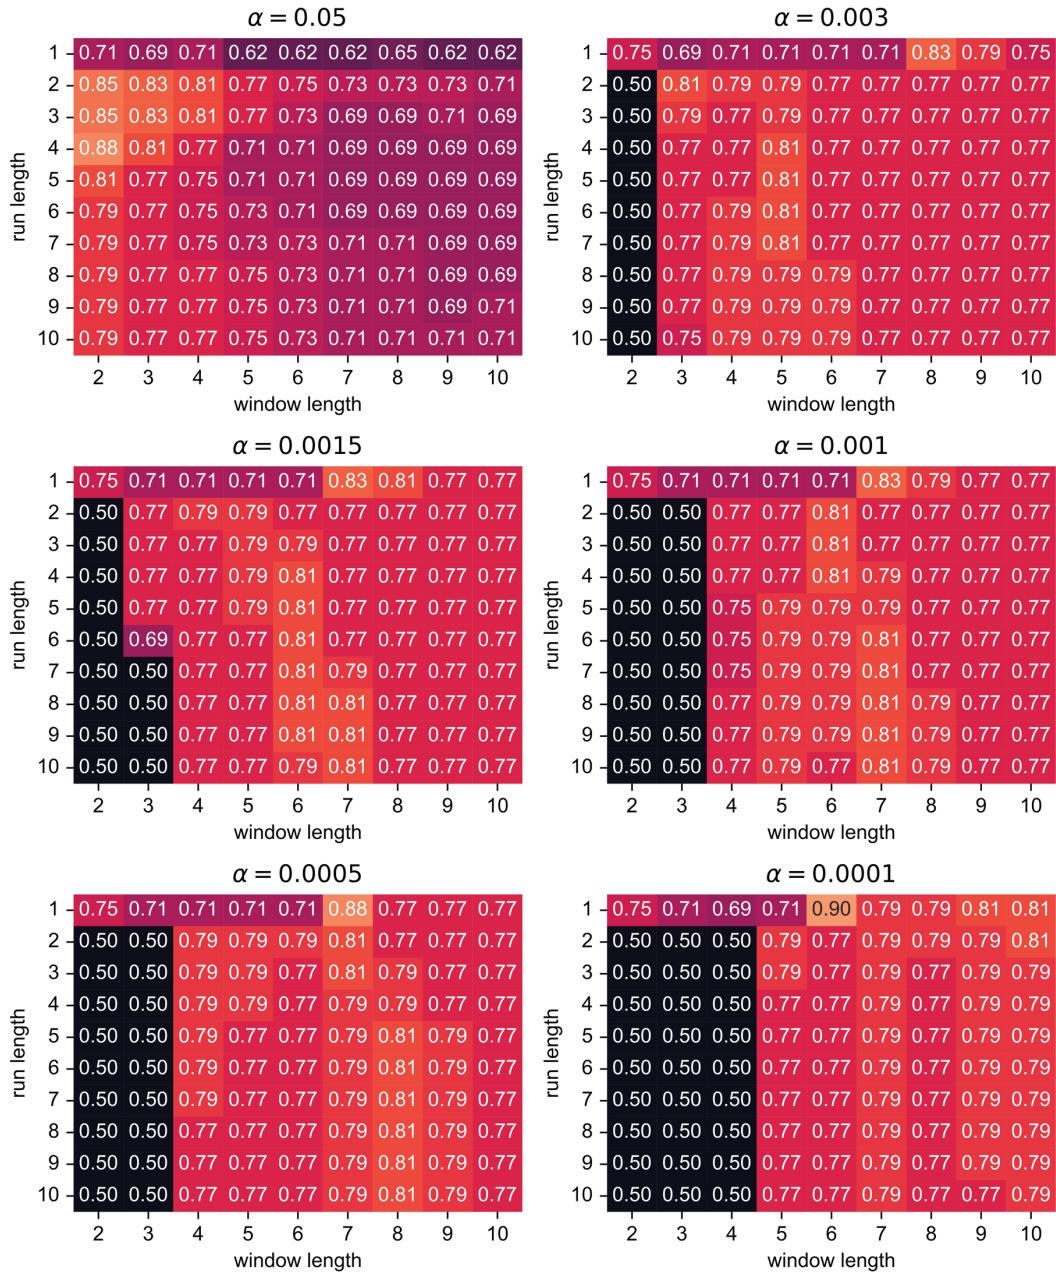 α = 0.05
1 0.71 0.69 0.71 0.62 0.62 0.62 0.65 0.62 0.62
2 0.85 0.83 0.81 0.77 0.75 0.73 0.73 0.73 0.71
3 0.85 0.83 0.81 0.77 0.73 0.69 0.69 0.71 0.69
4 0.88 0.81 0.77 0.71 0.71 0.69 0.69 0.69 0.69
5 0.81 0.77 0.75 0.71 0.71 0.69 0.69 0.69 0.69
6 0.79 0.77 0.75 0.73 0.71 0.69 0.69 0.69 0.69
7 0.79 0.77 0.75 0.73 0.73 0.71 0.71 0.69 0.69
8 0.79 0.77 0.77 0.75 0.73 0.71 0.71 0.69 0.69
9 0.79 0.77 0.77 0.75 0.73 0.71 0.71 0.69 0.71
10 0.79 0.77 0.77 0.75 0.73 0.71 0.71 0.71 0.71
2 3 4 5 6 7 8 9 10
window length
run length
α = 0.003
1 0.75 0.69 0.71 0.71 0.71 0.71 0.83 0.79 0.75
2 0.50 0.81 0.79 0.79 0.77 0.77 0.77 0.77 0.77
3 0.50 0.79 0.77 0.79 0.77 0.77 0.77 0.77 0.77
4 0.50 0.77 0.77 0.81 0.77 0.77 0.77 0.77 0.77
5 0.50 0.77 0.77 0.81 0.77 0.77 0.77 0.77 0.77
6 0.50 0.77 0.79 0.81 0.77 0.77 0.77 0.77 0.77
7 0.50 0.77 0.79 0.81 0.77 0.77 0.77 0.77 0.77
8 0.50 0.77 0.79 0.79 0.79 0.77 0.77 0.77 0.77
9 0.50 0.77 0.79 0.79 0.79 0.77 0.77 0.77 0.77
10 0.50 0.75 0.79 0.79 0.79 0.77 0.77 0.77 0.77
2 3 4 5 6 7 8 9 10
window length
run length
α = 0.0015
1 0.75 0.71 0.71 0.71 0.71 0.83 0.81 0.77 0.77
2 0.50 0.77 0.79 0.79 0.77 0.77 0.77 0.77 0.77
3 0.50 0.77 0.77 0.79 0.79 0.77 0.77 0.77 0.77
4 0.50 0.77 0.77 0.79 0.81 0.77 0.77 0.77 0.77
5 0.50 0.77 0.77 0.79 0.81 0.77 0.77 0.77 0.77
6 0.50 0.69 0.77 0.77 0.81 0.77 0.77 0.77 0.77
7 0.50 0.50 0.77 0.77 0.81 0.79 0.77 0.77 0.77
8 0.50 0.50 0.77 0.77 0.81 0.81 0.77 0.77 0.77
9 0.50 0.50 0.77 0.77 0.81 0.81 0.77 0.77 0.77
10 0.50 0.50 0.77 0.77 0.79 0.81 0.77 0.77 0.77
2 3 4 5 6 7 8 9 10
window length
run length
α = 0.001
1 0.75 0.71 0.71 0.71 0.71 0.83 0.79 0.77 0.77
2 0.50 0.50 0.77 0.77 0.81 0.77 0.77 0.77 0.77
3 0.50 0.50 0.77 0.77 0.81 0.77 0.77 0.77 0.77
4 0.50 0.50 0.77 0.77 0.81 0.79 0.77 0.77 0.77
5 0.50 0.50 0.75 0.79 0.79 0.79 0.77 0.77 0.77
6 0.50 0.50 0.75 0.79 0.79 0.81 0.77 0.77 0.77
7 0.50 0.50 0.75 0.79 0.79 0.81 0.77 0.77 0.77
8 0.50 0.50 0.77 0.79 0.79 0.81 0.79 0.77 0.77
9 0.50 0.50 0.77 0.79 0.79 0.81 0.79 0.77 0.77
10 0.50 0.50 0.77 0.79 0.77 0.81 0.79 0.77 0.77
2 3 4 5 6 7 8 9 10
window length
run length
α = 0.0005
1 0.75 0.71 0.71 0.71 0.71 0.88 0.77 0.77 0.77
2 0.50 0.50 0.79 0.79 0.79 0.81 0.77 0.77 0.77
3 0.50 0.50 0.79 0.79 0.77 0.81 0.79 0.77 0.77
4 0.50 0.50 0.79 0.79 0.77 0.79 0.79 0.77 0.77
5 0.50 0.50 0.79 0.77 0.77 0.79 0.81 0.79 0.77
6 0.50 0.50 0.79 0.77 0.77 0.79 0.81 0.79 0.77
7 0.50 0.50 0.79 0.77 0.77 0.79 0.81 0.79 0.77
8 0.50 0.50 0.77 0.77 0.77 0.79 0.81 0.79 0.77
9 0.50 0.50 0.77 0.77 0.77 0.79 0.81 0.79 0.77
10 0.50 0.50 0.77 0.77 0.77 0.79 0.81 0.79 0.77
2 3 4 5 6 7 8 9 10
window length
run length
α = 0.0001
1 0.75 0.71 0.69 0.71 0.90 0.79 0.79 0.81 0.81
2 0.50 0.50 0.50 0.79 0.77 0.79 0.79 0.79 0.81
3 0.50 0.50 0.50 0.79 0.77 0.79 0.77 0.79 0.79
4 0.50 0.50 0.50 0.77 0.77 0.79 0.77 0.79 0.79
5 0.50 0.50 0.50 0.77 0.77 0.79 0.77 0.79 0.79
6 0.50 0.50 0.50 0.77 0.77 0.79 0.77 0.79 0.79
7 0.50 0.50 0.50 0.77 0.77 0.79 0.77 0.79 0.79
8 0.50 0.50 0.50 0.77 0.77 0.79 0.77 0.79 0.79
9 0.50 0.50 0.50 0.77 0.77 0.79 0.77 0.79 0.79
10 0.50 0.50 0.50 0.77 0.77 0.79 0.77 0.77 0.79
2 3 4 5 6 7 8 9 10
window length
run length